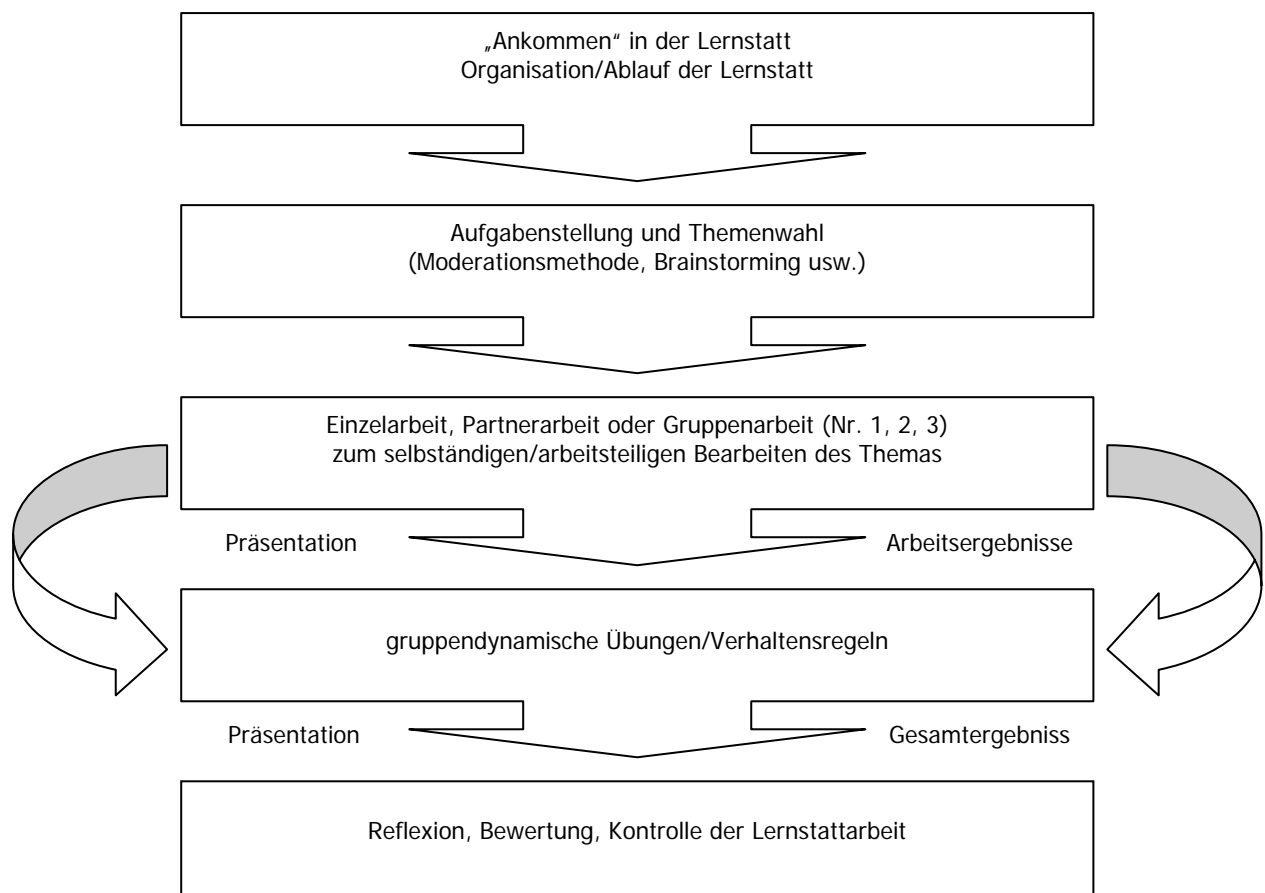 „Ankommen“ in der Lernstatt
Organisation/Ablauf der Lernstatt
Aufgabenstellung und Themenwahl
(Moderationsmethode, Brainstorming usw.)
Einzelarbeit, Partnerarbeit oder Gruppenarbeit (Nr. 1, 2, 3)
zum selbständigen/arbeitsteiligen Bearbeiten des Themas
Präsentation
Arbeitsergebnisse
gruppendynamische Übungen/Verhaltensregeln
Präsentation
Gesamtergebniss
Reflexion, Bewertung, Kontrolle der Lernstattarbeit